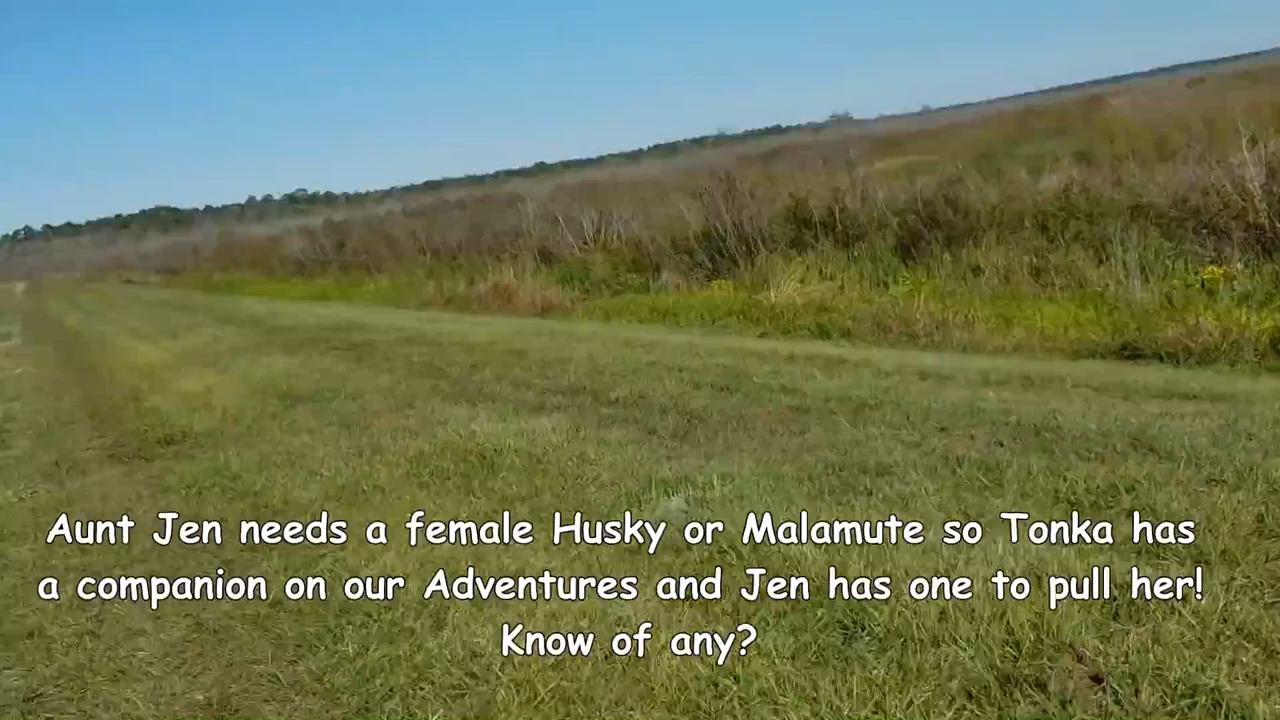 Aunt Jen needs a female Husky or Malamute so Tonka has
a companion on our Adventures and Jen has one to pull her!
Know of any?